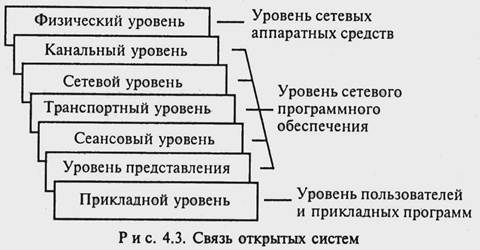 Физический уровень
Уровень сетевых
аппаратных средств
Канальный уровень
Сетевой уровень
Транспортный уровень
Сеансовый уровень
Уровень представления
Уровень сетевого
программного
обеспечения
Прикладной уровень
Уровень пользователей
и прикладных программ
Рис. 4.3. Связь открытых систем